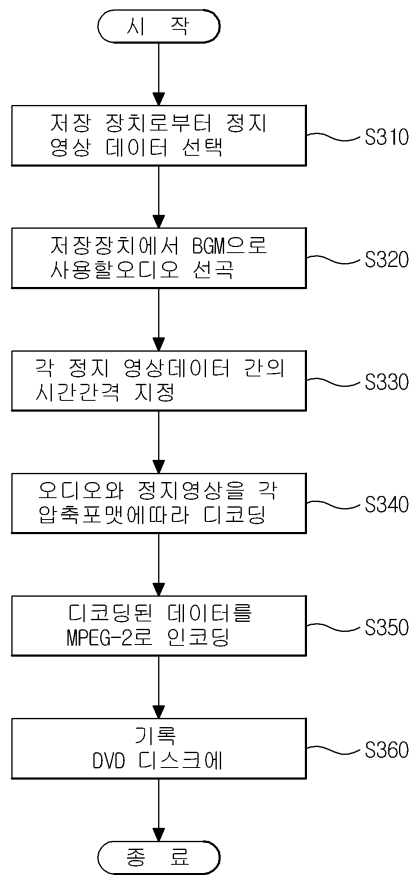 시 작
저장 장치로부터 정지
영상 데이터 선택
S310
저장장치에서 BGM으로
사용할오디오 선곡
S320
각 정지 영상데이터 간의
시간간격 지정
S330
오디오와 정지영상을 각
압축포맷에따라 디코딩
S340
디코딩된 데이터를
MPEG-2로 인코딩
S350
기록
DVD 디스크에
S360
종 료